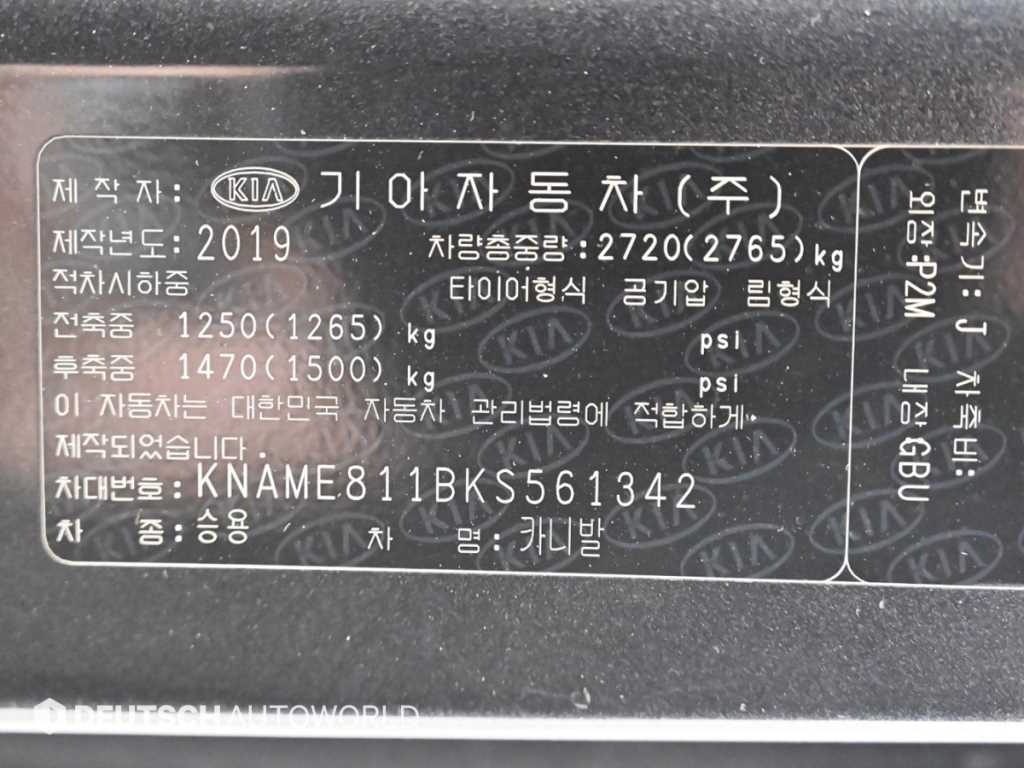 제작자: KIA 기아자동차(주)
제작년도: 2019 차량총중량: 2720(2765)kg
적차시하중 타이어형식 공기압 림형식
전축중 1250(1265) kg psi
후축중 1470(1500) kg psi
이 자동차는 대한민국 자동차 관리법령에 적합하게
제작되었습니다.
차대번호: KNAME811BKS561342
차 종: 승용 차 명: 카니발
변속기: J 차축비:
외장:P2M 내장GBU
DEUTSCH AUTOWORLD